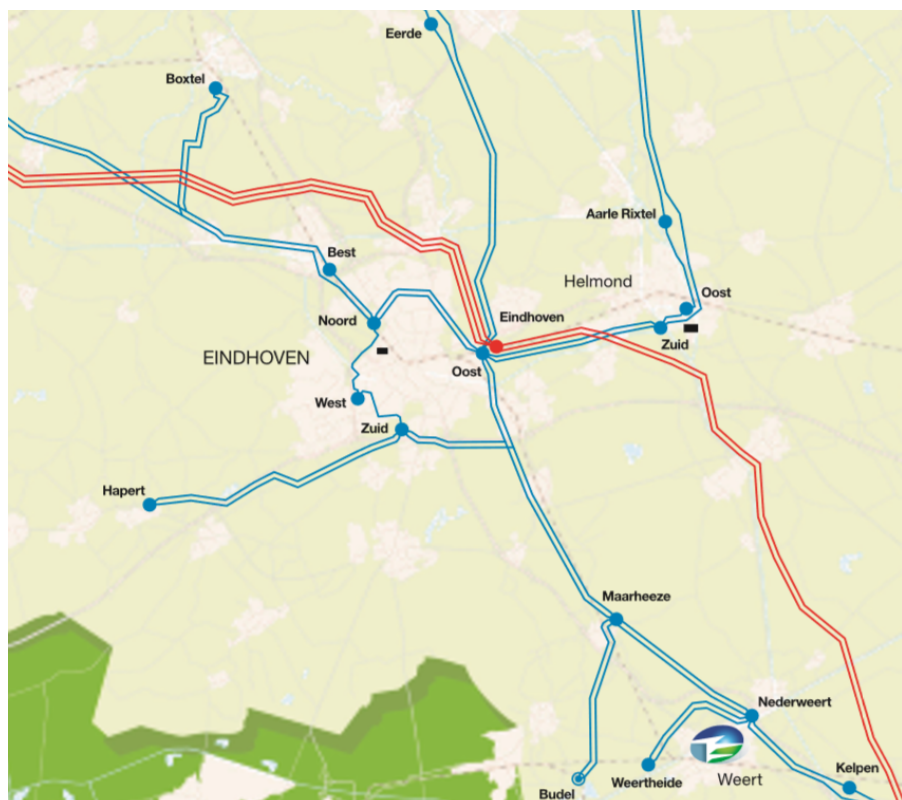 Eerde
Boxtel
Aarle Rixtel
Best
Helmond
Oost
Noord
Eindhoven
Zuid
EINDHOVEN
Oost
West
Zuid
Hapert
Maarheeze
Nederweert
Kelpen
Weertheide
Weert
Budel